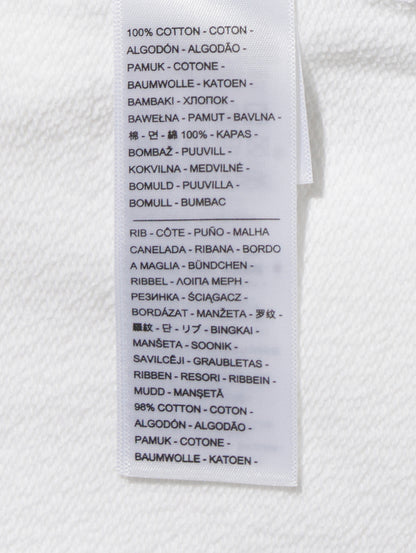 100% COTTON - COTON -
ALGODÓN - ALGODÃO -
PAMUK - COTONE -
BAUMWOLLE - KATOEN -
BAMBAKI - ХЛОПОК -
BAWEŁNA - PAMUT - BAVLNA -
棉 - 면 - 綿 100% - KAPAS -
BOMBAŽ - PUUVILL -
KOKVILNA - MEDVILNĖ -
BOMULD - PUUVILLA -
BOMULL - BUMBAC
RIB - CÔTE - PUÑO - MALHA
CANELADA - RIBANA - BORDO
A MAGLIA - BÜNDCHEN -
RIBBEL - ΛΟΙΠΑ ΜΕΡΗ -
РЕЗИНКА - ŚCIĄGACZ -
BORDÁZAT - MANŽETA - 罗纹 -
羅紋 - 단 - リブ - BINGKAI -
MANŠETA - SOONIK -
SAVILCĒJI - GRAUBLETAS -
RIBBEN - RESORI - RIBBEIN -
MUDD - MANȘETĂ
98% COTTON - COTON -
ALGODÓN - ALGODÃO -
PAMUK - COTONE -
BAUMWOLLE - KATOEN -